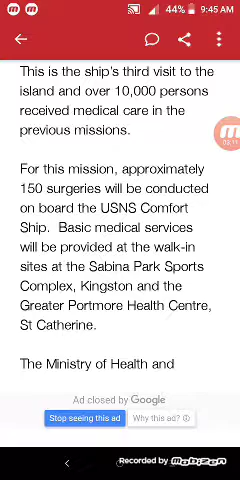 44% 9:45 AM
This is the ship's third visit to the
island and over 10,000 persons
received medical care in the
previous missions.
For this mission, approximately
150 surgeries will be conducted
on board the USNS Comfort
Ship. Basic medical services
will be provided at the walk-in
sites at the Sabina Park Sports
Complex, Kingston and the
Greater Portmore Health Centre,
St Catherine.
The Ministry of Health and
Ad closed by Google
Stop seeing this ad Why this ad?
Recorded by mobizen